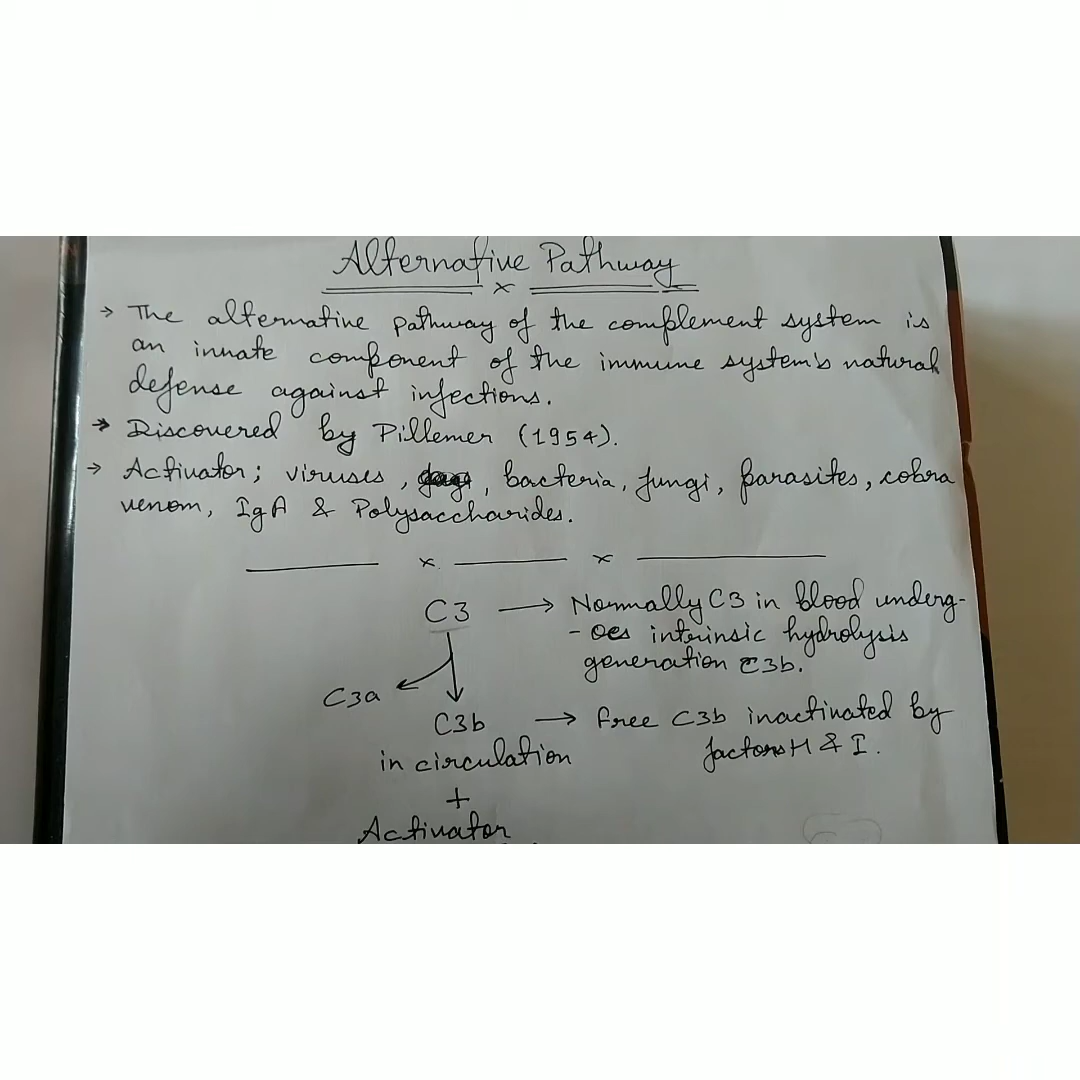 Alternative Pathway
x
→ The alternative pathway of the complement system is
an innate component of the immune system's natural
defense against infections.
→ Discovered by Pillemer (1954).
→ Activator; viruses, , bacteria, fungi, parasites, cobra
venom, IgA & Polysaccharides.
x x
C3 → Normally C3 in blood underg-
-oes intrinsic hydrolysis
generation C3b.
C3a
C3b → free C3b inactivated by
in circulation factors H & I.
+
Activator